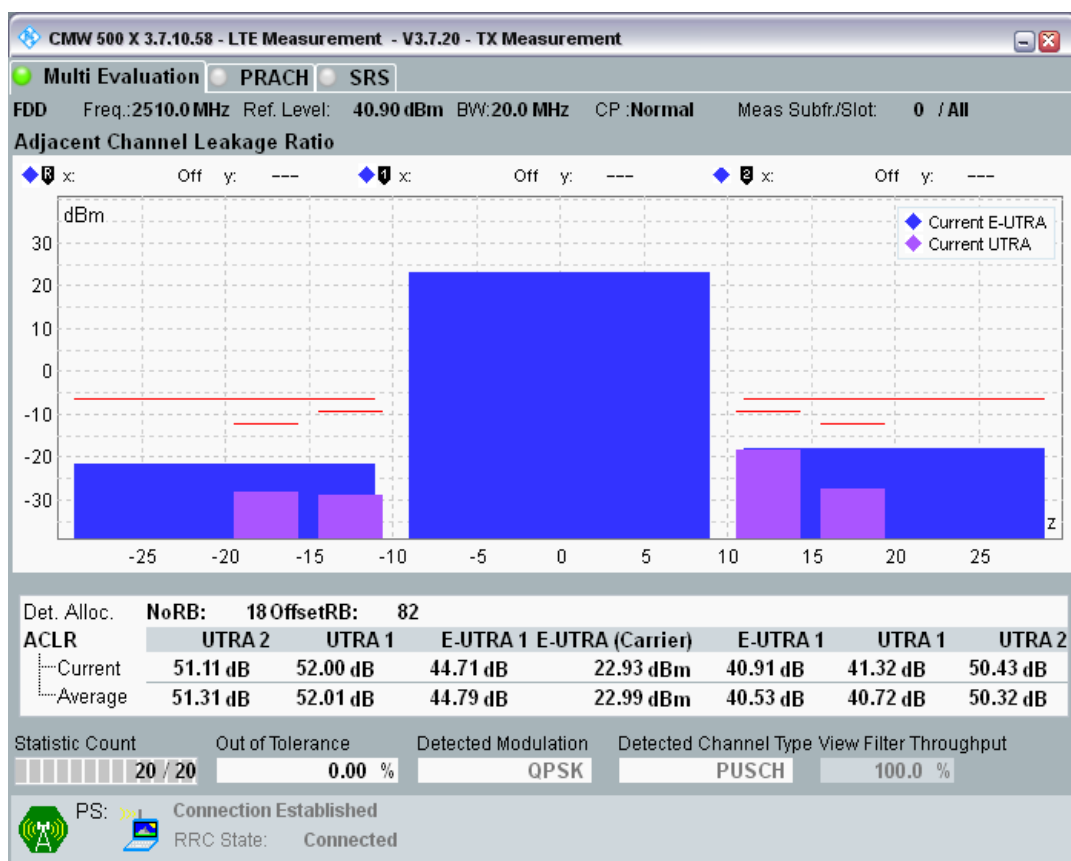 CMW 500 X 3.7.10.58 - LTE Measurement - V3.7.20 - TX Measurement
Multi Evaluation PRACH SRS
FDD Freq.:2510.0 MHz Ref. Level: 40.90 dBm BW:20.0 MHz CP :Normal Meas Subfr./Slot: 0 / All
Adjacent Channel Leakage Ratio
R x: Off y: --- 1 x: Off y: --- 2 x: Off y: ---
dBm
Current E-UTRA
Current UTRA
30
20
10
0
-10
-20
-30
z
-25 -20 -15 -10 -5 0 5 10 15 20 25
Det. Alloc. NoRB: 18 OffsetRB: 82
ACLR UTRA 2 UTRA 1 E-UTRA 1 E-UTRA (Carrier) E-UTRA 1 UTRA 1 UTRA 2
Current 51.11 dB 52.00 dB 44.71 dB 22.93 dBm 40.91 dB 41.32 dB 50.43 dB
Average 51.31 dB 52.01 dB 44.79 dB 22.99 dBm 40.53 dB 40.72 dB 50.32 dB
Statistic Count Out of Tolerance Detected Modulation Detected Channel Type View Filter Throughput
20 / 20 0.00 % QPSK PUSCH 100.0 %
PS: Connection Established
RRC State: Connected